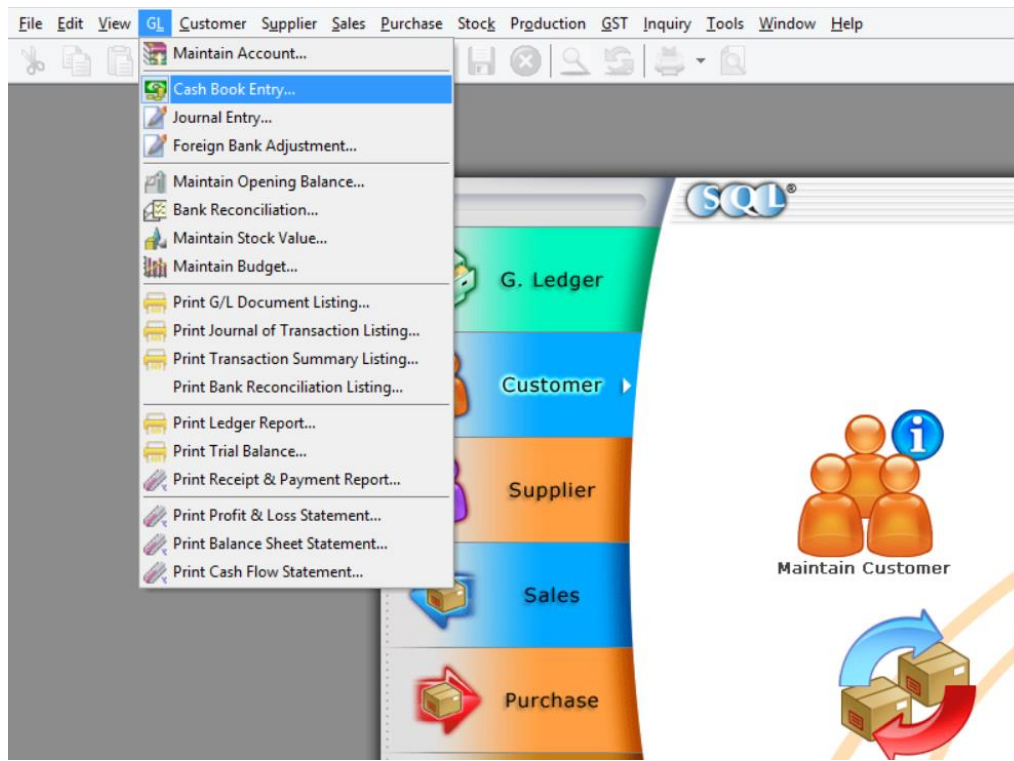 File Edit View GL Customer Supplier Sales Purchase Stock Production GST Inquiry Tools Window Help
Maintain Account...
Cash Book Entry...
Journal Entry...
Foreign Bank Adjustment...
Maintain Opening Balance...
Bank Reconciliation...
Maintain Stock Value...
Maintain Budget...
Print G/L Document Listing...
Print Journal of Transaction Listing...
Print Transaction Summary Listing...
Print Bank Reconciliation Listing...
Print Ledger Report...
Print Trial Balance...
Print Receipt & Payment Report...
Print Profit & Loss Statement...
Print Balance Sheet Statement...
Print Cash Flow Statement...
SQL®
G. Ledger
Customer
Supplier
Sales
Purchase
Maintain Customer